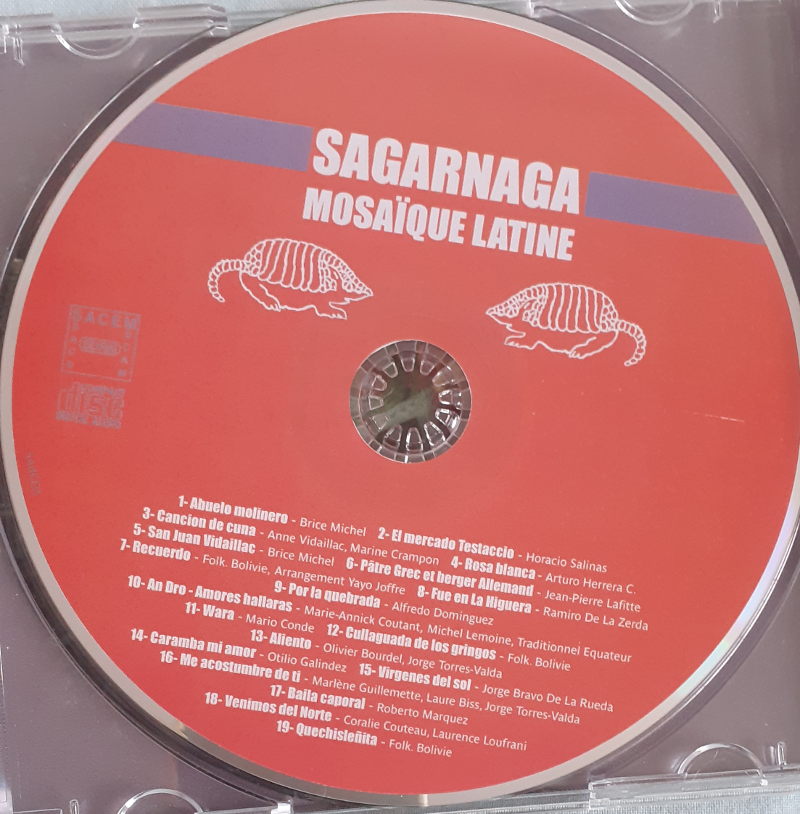 SAGARNAGA
MOSAÏQUE LATINE
SACEM
1- Abuelo molinero - Brice Michel 2- El mercado Testaccio - Horacio Salinas
3- Cancion de cuna - Anne Vidaillac, Marine Crampon 4- Rosa blanca - Arturo Herrera C.
5- San Juan Vidaillac - Brice Michel 6- Pâtre Grec et berger Allemand - Jean-Pierre Lafitte
7- Recuerdo - Folk. Bolivie, Arrangement Yayo Joffre 8- Fue en La Higuera - Ramiro De La Zerda
9- Por la quebrada - Alfredo Dominguez
10- An Dro - Amores hallaras - Marie-Annick Coutant, Michel Lemoine, Traditionnel Equateur
11- Wara - Mario Conde 12- Cullaguada de los gringos - Folk. Bolivie
13- Aliento - Olivier Bourdel, Jorge Torres-Valda
14- Caramba mi amor - Otilio Galindez 15- Virgenes del sol - Jorge Bravo De La Rueda
16- Me acostumbre de ti - Marlène Guillemette, Laure Biss, Jorge Torres-Valda
17- Baila caporal - Roberto Marquez
18- Venimos del Norte - Coralie Couteau, Laurence Loufrani
19- Quechisleñita - Folk. Bolivie